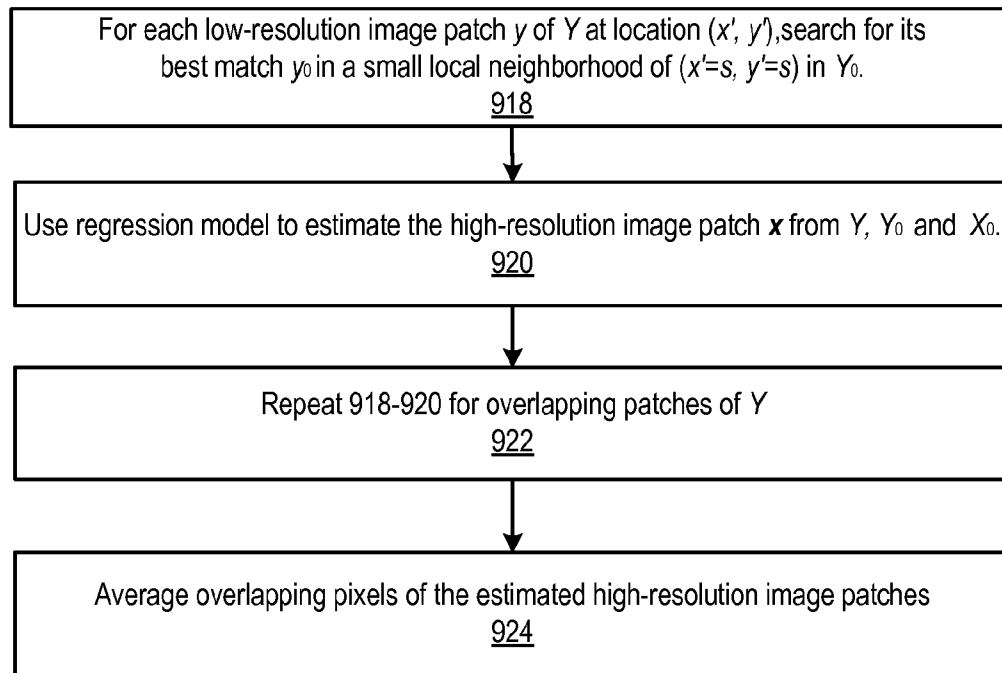 For each low-resolution image patch y of Y at location (x', y'),search for its
best match y₀ in a small local neighborhood of (x'=s, y'=s) in Y₀.
918
Use regression model to estimate the high-resolution image patch x from Y, Y₀ and X₀.
920
Repeat 918-920 for overlapping patches of Y
922
Average overlapping pixels of the estimated high-resolution image patches
924